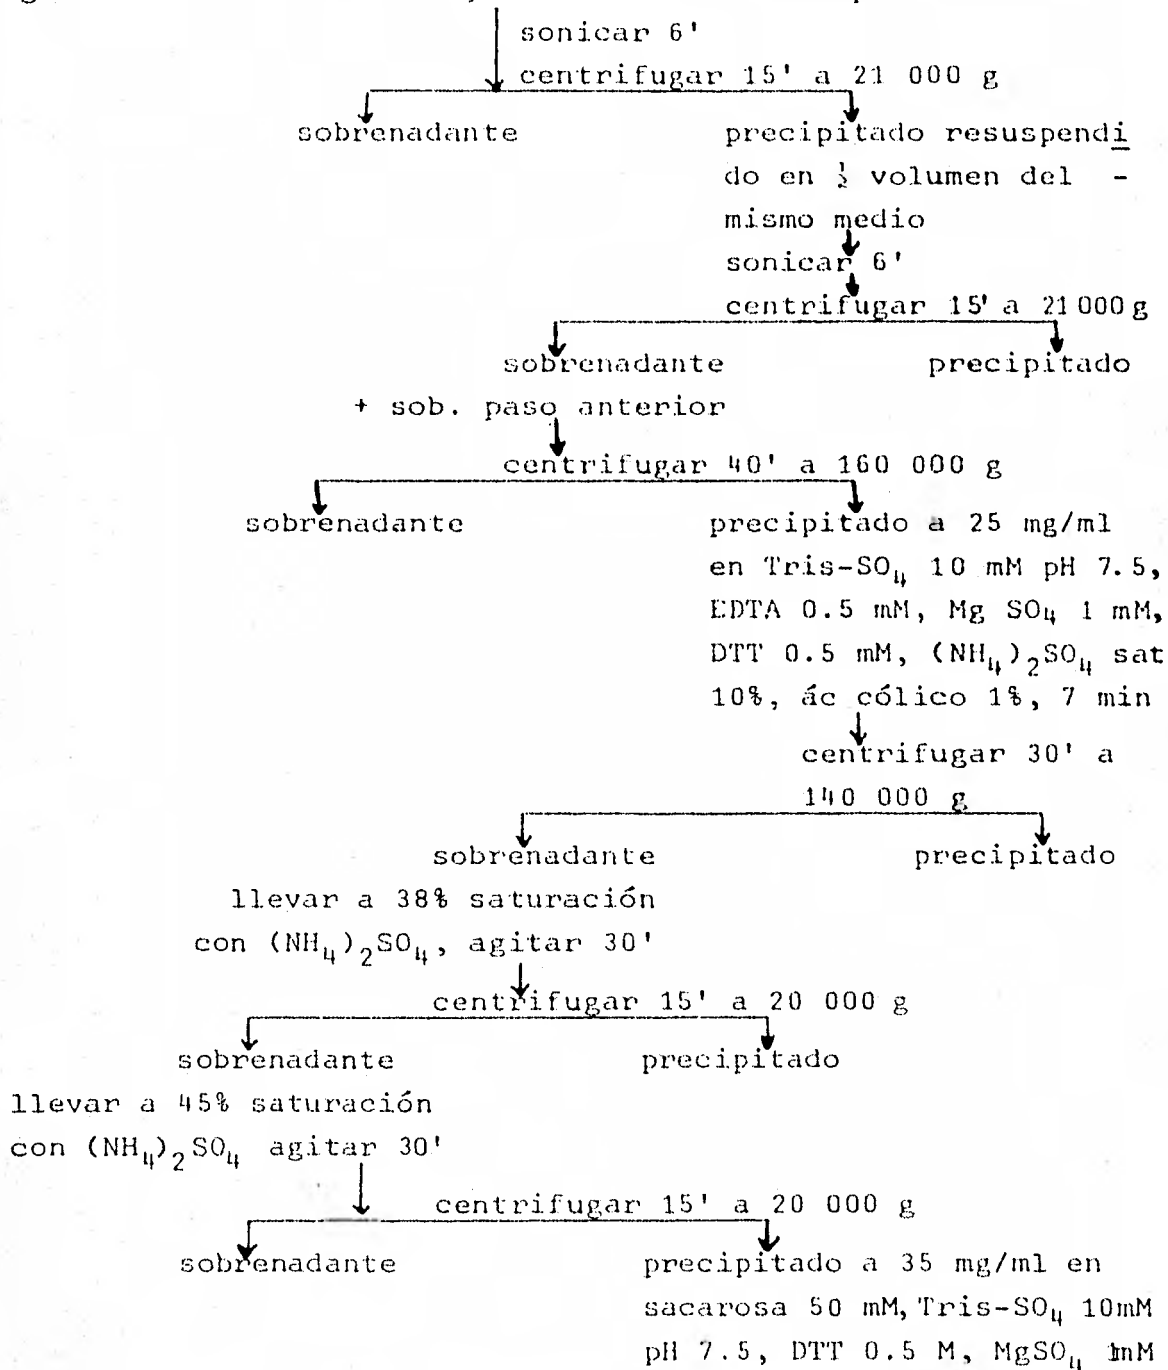 sonicar 6'
centrifugar 15' a 21 000 g
sobrenadante
precipitado resuspendi
do en ½ volumen del -
mismo medio
sonicar 6'
centrifugar 15' a 21 000 g
sobrenadante
precipitado
+ sob. paso anterior
centrifugar 40' a 160 000 g
sobrenadante
precipitado a 25 mg/ml
en Tris-SO₄ 10 mM pH 7.5,
EDTA 0.5 mM, Mg SO₄ 1 mM,
DTT 0.5 mM, (NH₄)₂SO₄ sat
10%, ác cólico 1%, 7 min
centrifugar 30' a
140 000 g
sobrenadante
precipitado
llevar a 38% saturación
con (NH₄)₂SO₄, agitar 30'
centrifugar 15' a 20 000 g
sobrenadante
precipitado
llevar a 45% saturación
con (NH₄)₂SO₄ agitar 30'
centrifugar 15' a 20 000 g
sobrenadante
precipitado a 35 mg/ml en
sacarosa 50 mM, Tris-SO₄ 10mM
pH 7.5, DTT 0.5 M, MgSO₄ 1mM